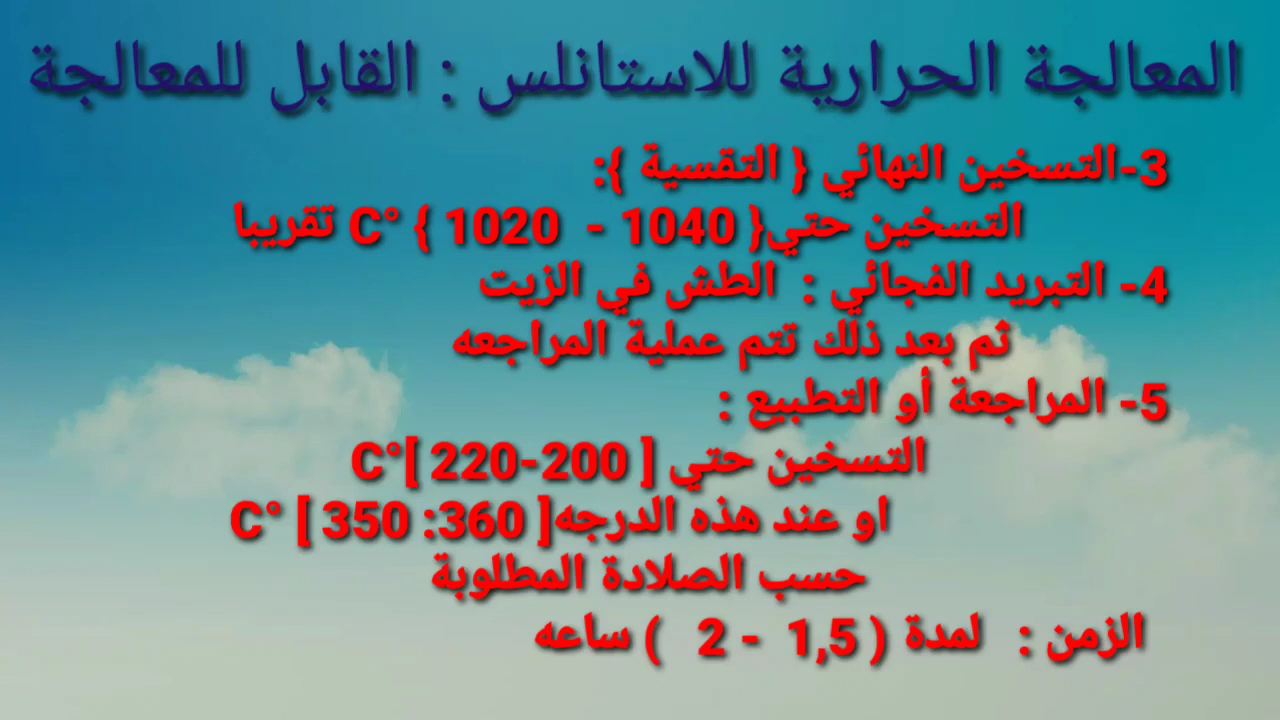 المعالجة الحرارية للاستانلس : القابل للمعالجة
3-التسخين النهائي { التقسية }:
التسخين حتي{ 1040 - 1020 } °C تقريبا
4- التبريد الفجائي : الطش في الزيت
ثم بعد ذلك تتم عملية المراجعه
5- المراجعة أو التطبيع :
التسخين حتي [ 200-220 ]°C
او عند هذه الدرجه[ 360: 350 ] °C
حسب الصلادة المطلوبة
الزمن : لمدة ( 1,5 - 2 ) ساعه